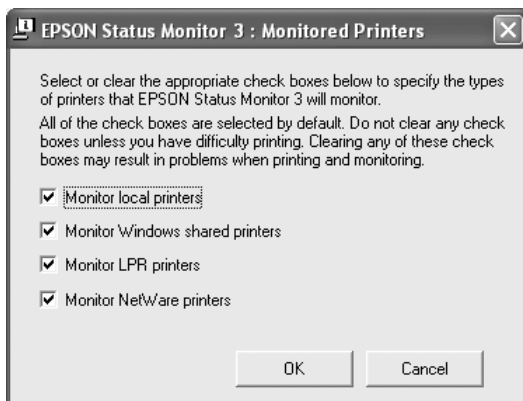 EPSON Status Monitor 3 : Monitored Printers
Select or clear the appropriate check boxes below to specify the types
of printers that EPSON Status Monitor 3 will monitor.
All of the check boxes are selected by default. Do not clear any check
boxes unless you have difficulty printing. Clearing any of these check
boxes may result in problems when printing and monitoring.
Monitor local printers
Monitor Windows shared printers
Monitor LPR printers
Monitor NetWare printers
OK
Cancel